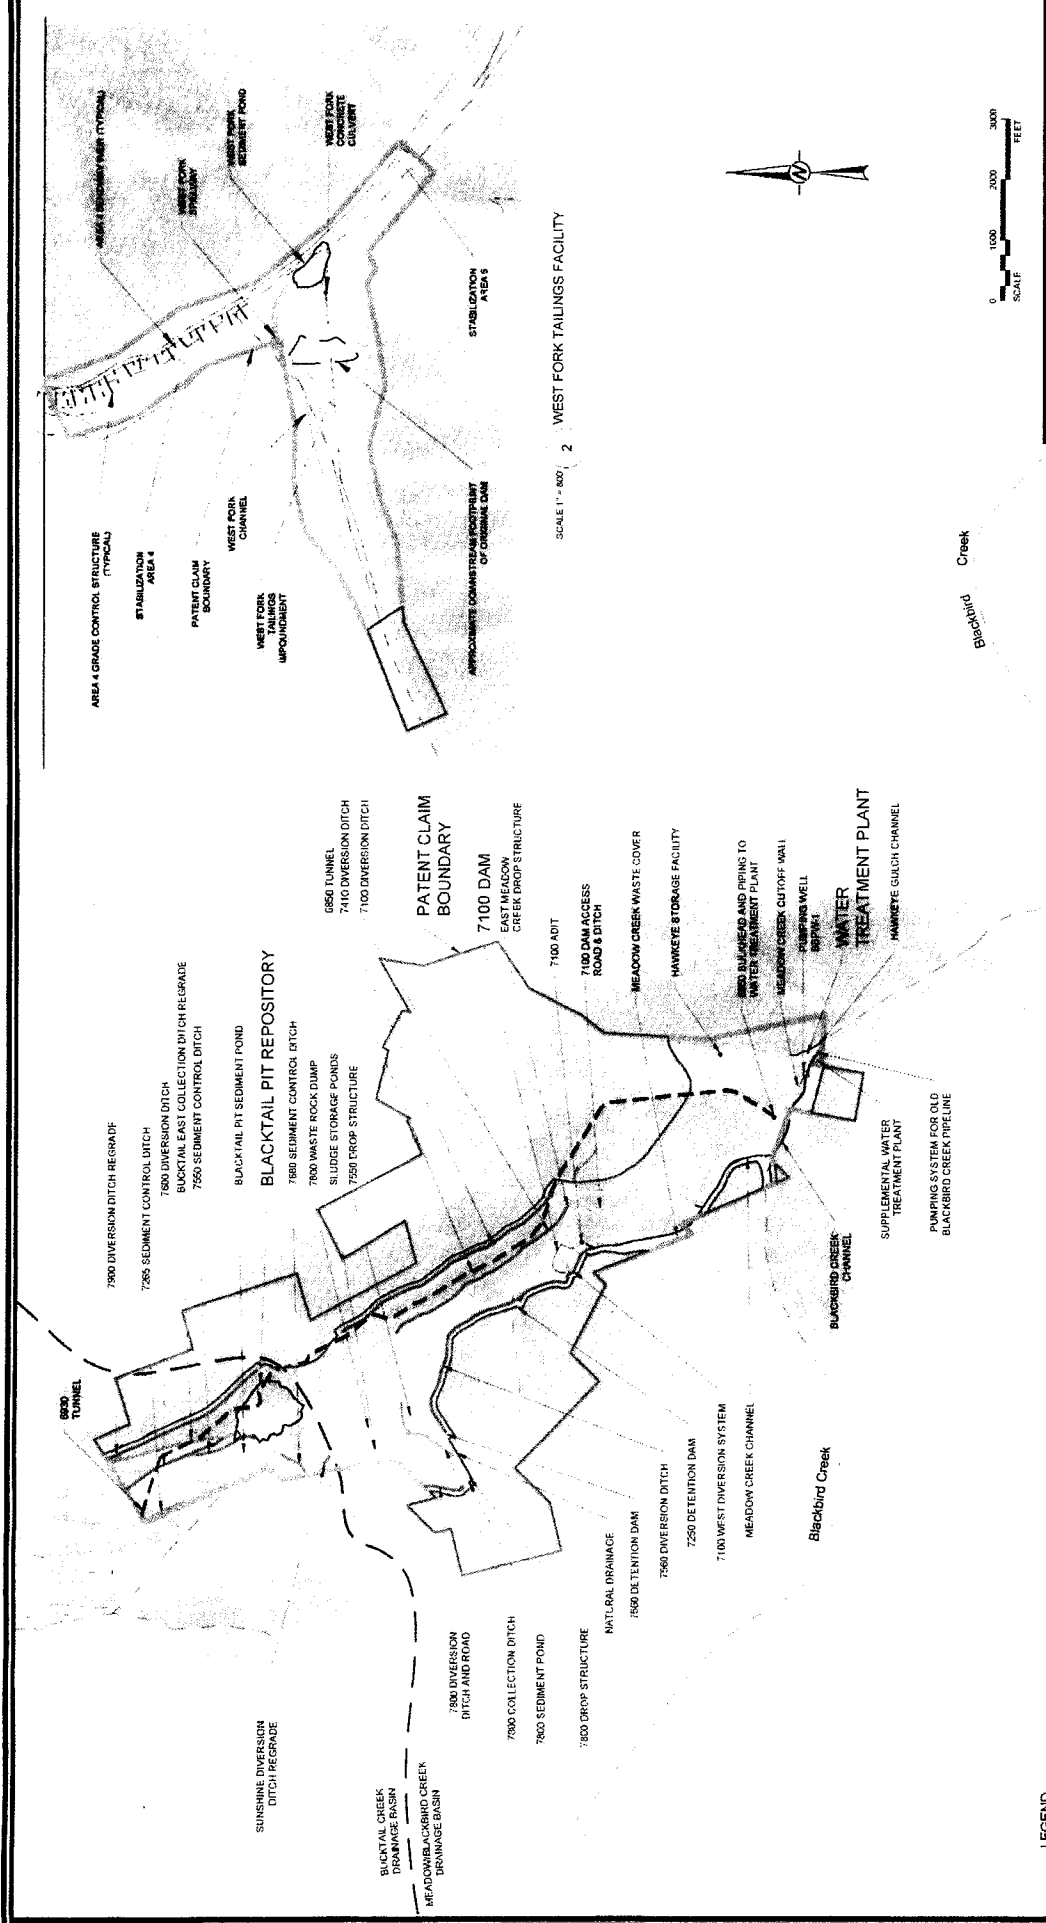 6930
TUNNEL
7900 DIVERSION DITCH REGRADE
7265 SEDIMENT CONTROL DITCH
7600 DIVERSION DITCH
BUCKTAIL EAST COLLECTION DITCH REGRADE
7550 SEDIMENT CONTROL DITCH
BLACKTAIL PIT SEDIMENT POND
BLACKTAIL PIT REPOSITORY
7680 SEDIMENT CONTROL DITCH
7800 WASTE ROCK DUMP
SLUDGE STORAGE PONDS
7550 DROP STRUCTURE
6850 TUNNEL
7410 DIVERSION DITCH
7100 DIVERSION DITCH
PATENT CLAIM
BOUNDARY
7100 DAM
EAST MEADOW
CREEK DROP STRUCTURE
7100 ADIT
7100 DAM ACCESS
ROAD & DITCH
MEADOW CREEK WASTE COVER
HAWKEYE STORAGE FACILITY
6850 BULKHEAD AND PIPING TO
WATER TREATMENT PLANT
MEADOW CREEK CUTOFF WALL
PUMPING WELL
WATER
TREATMENT PLANT
HAWKEYE GULCH CHANNEL
SUNSHINE DIVERSION
DITCH REGRADE
BUCKTAIL CREEK
DRAINAGE BASIN
MEADOW/BLACKBIRD CREEK
DRAINAGE BASIN
7800 DIVERSION
DITCH AND ROAD
7800 COLLECTION DITCH
7800 SEDIMENT POND
7800 DROP STRUCTURE
NATURAL DRAINAGE
7560 DETENTION DAM
7560 DIVERSION DITCH
7250 DETENTION DAM
7100 WEST DIVERSION SYSTEM
MEADOW CREEK CHANNEL
Blackbird Creek
BLACKBIRD CREEK
CHANNEL
SUPPLEMENTAL WATER
TREATMENT PLANT
PUMPING SYSTEM FOR OLD
BLACKBIRD CREEK PIPELINE
Blackbird Creek
AREA 4 GRADE CONTROL STRUCTURE
(TYPICAL)
STABILIZATION
AREA 4
PATENT CLAIM
BOUNDARY
WEST FORK
CHANNEL
WEST FORK
TAILINGS
IMPOUNDMENT
APPROXIMATE DOWNSTREAM FOOTPRINT
OF ORIGINAL DAM
(TYPICAL)
WEST FORK
SPILLWAY
WEST FORK
SEDIMENT POND
WEST FORK
CONCRETE
CULVERT
STABILIZATION
AREA 5
SCALE 1" = 800'
2
WEST FORK TAILINGS FACILITY
N
0 1000 2000 3000
SCALE FEET
LEGEND